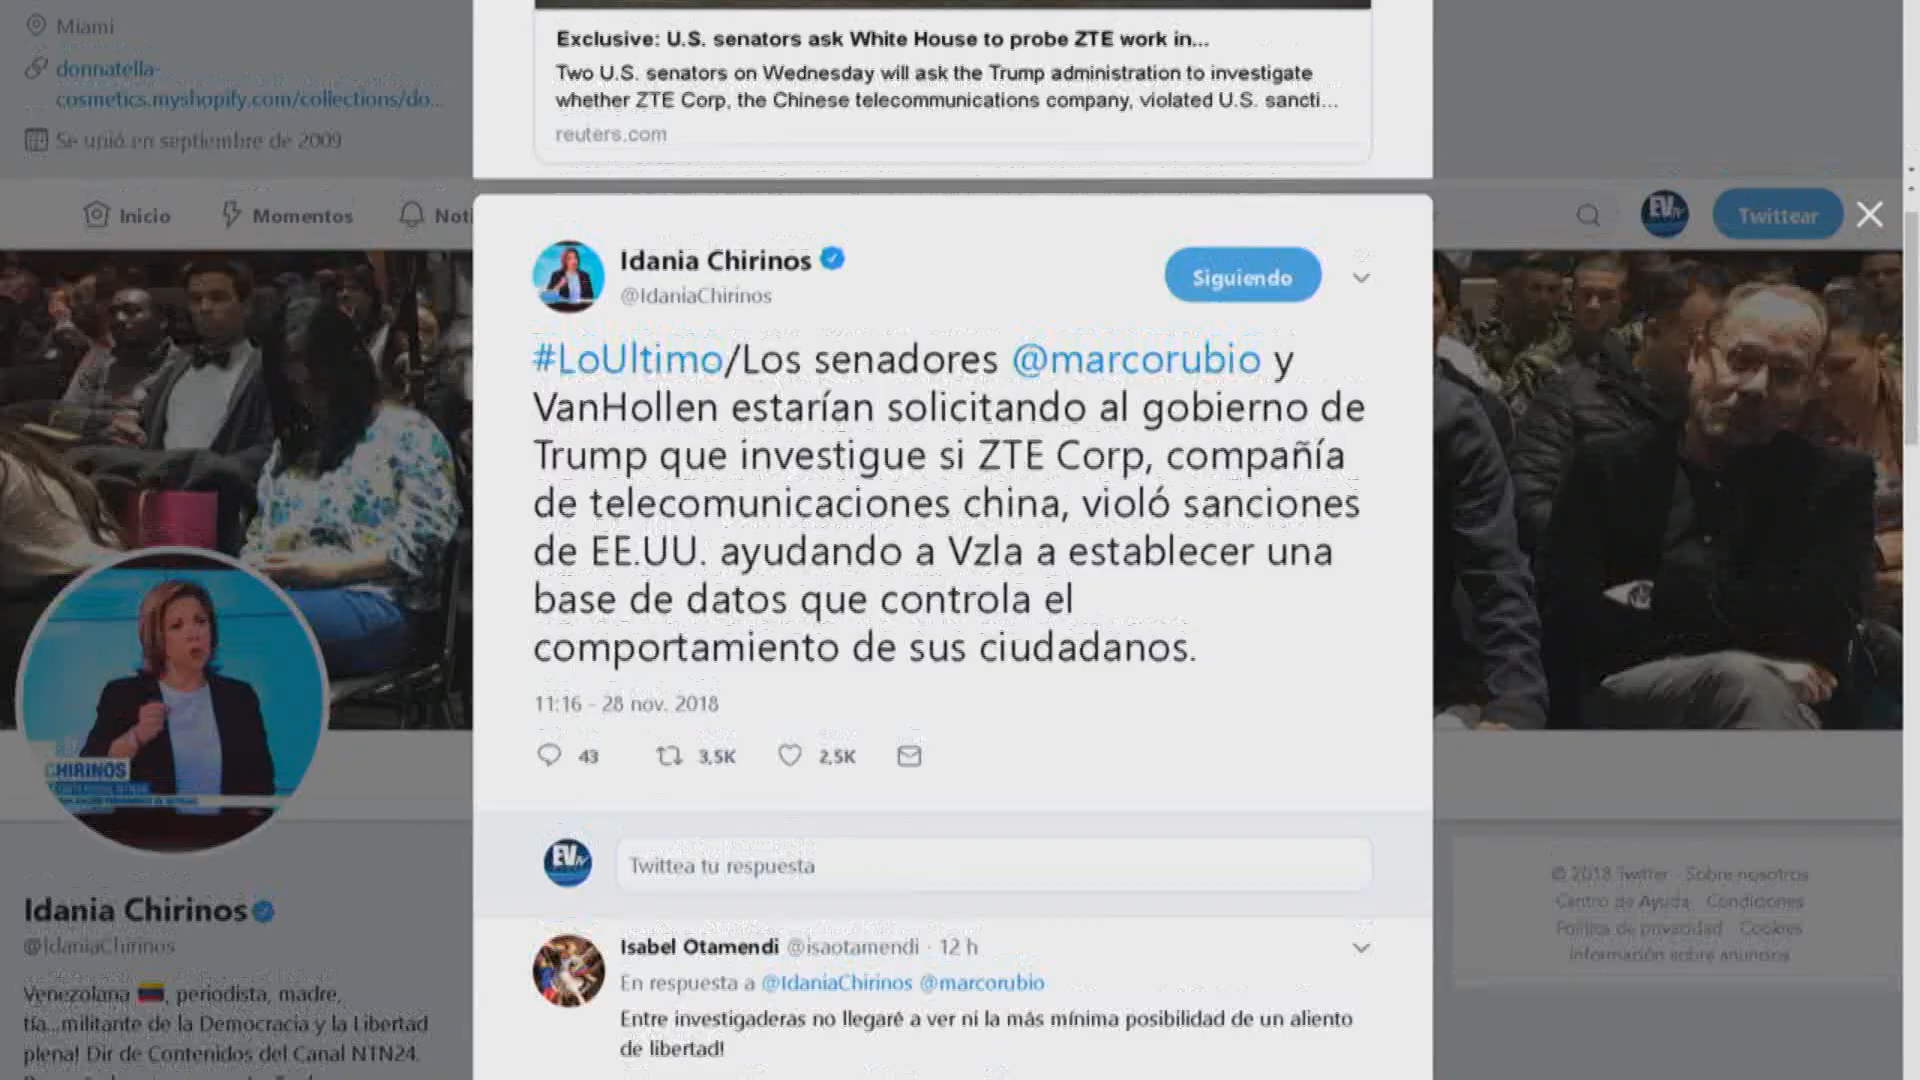 Miami
donnatella-
cosmetics.myshopify.com/collections/do...
Se unió en septiembre de 2009
Exclusive: U.S. senators ask White House to probe ZTE work in...
Two U.S. senators on Wednesday will ask the Trump administration to investigate
whether ZTE Corp, the Chinese telecommunications company, violated U.S. sancti...
reuters.com
Inicio
Momentos
Noti
EVtv
Twittear
Idania Chirinos
@IdaniaChirinos
Siguiendo
#LoUltimo/Los senadores @marcorubio y
VanHollen estarían solicitando al gobierno de
Trump que investigue si ZTE Corp, compañía
de telecomunicaciones china, violó sanciones
de EE.UU. ayudando a Vzla a establecer una
base de datos que controla el
comportamiento de sus ciudadanos.
11:16 - 28 nov. 2018
43
3,5K
2,5K
EVtv
Twittea tu respuesta
Isabel Otamendi @isaotamendi · 12 h
En respuesta a @IdaniaChirinos @marcorubio
Entre investigaderas no llegaré a ver ni la más mínima posibilidad de un aliento
de libertad!
CHIRINOS
Idania Chirinos
@IdaniaChirinos
Venezolana 🇻🇪, periodista, madre,
tía...militante de la Democracia y la Libertad
plena! Dir de Contenidos del Canal NTN24.
© 2018 Twitter Sobre nosotros
Centro de Ayuda Condiciones
Política de privacidad Cookies
Información sobre anuncios